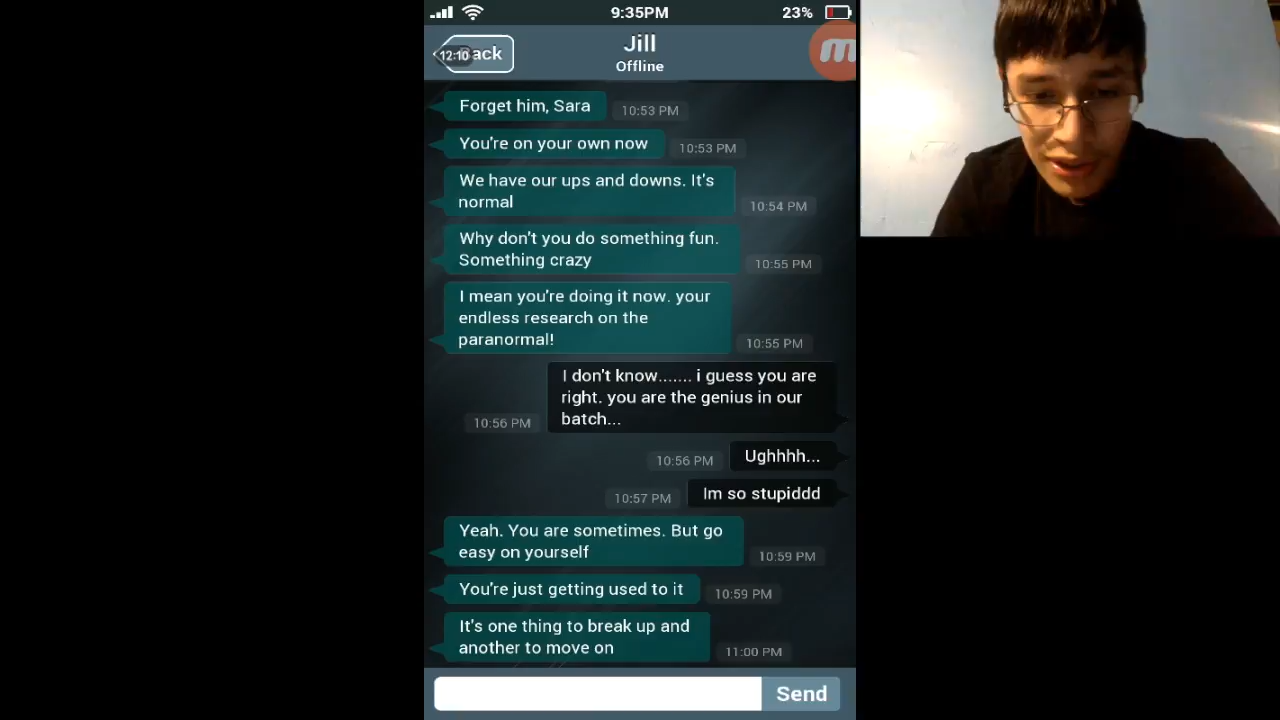 9:35PM
23%
12:10
ack
Jill
Offline
Forget him, Sara
10:53 PM
You're on your own now
10:53 PM
We have our ups and downs. It's
normal
10:54 PM
Why don't you do something fun.
Something crazy
10:55 PM
I mean you're doing it now. your
endless research on the
paranormal!
10:55 PM
I don't know....... i guess you are
right. you are the genius in our
batch...
10:56 PM
Ughhhh...
10:56 PM
Im so stupiddd
10:57 PM
Yeah. You are sometimes. But go
easy on yourself
10:59 PM
You're just getting used to it
10:59 PM
It's one thing to break up and
another to move on
11:00 PM
Send